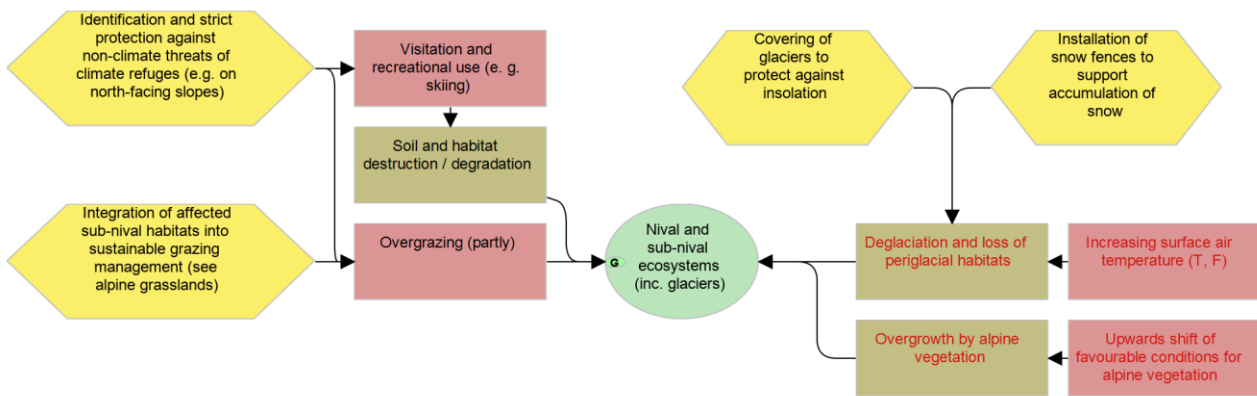 Identification and strict
protection against
non-climate threats of
climate refuges (e.g. on
north-facing slopes)
Visitation and
recreational use (e. g.
skiing)
Covering of
glaciers to
protect against
insolation
Installation of
snow fences to
support
accumulation of
snow
Soil and habitat
destruction / degradation
Integration of affected
sub-nival habitats into
sustainable grazing
management (see
alpine grasslands)
Overgrazing (partly)
G
Nival and
sub-nival
ecosystems
(inc. glaciers)
Deglaciation and loss of
periglacial habitats
Increasing surface air
temperature (T, F)
Overgrowth by alpine
vegetation
Upwards shift of
favourable conditions for
alpine vegetation